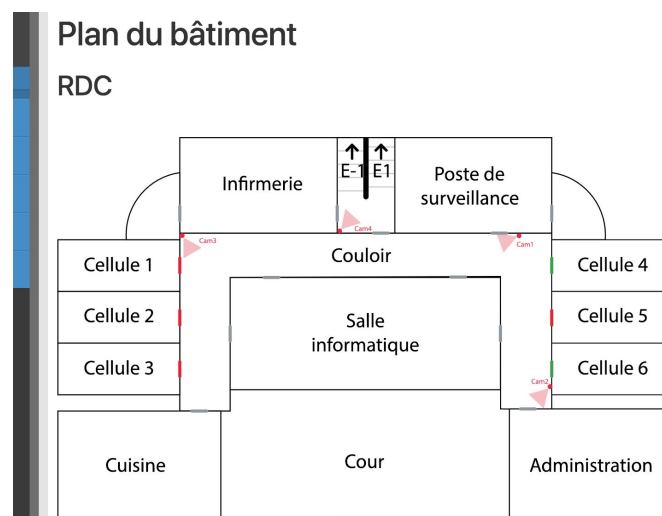 Plan du bâtiment
RDC
Infirmerie
E-1
E1
Poste de
surveillance
Cam3
Cam4
Cam1
Cellule 1
Couloir
Cellule 4
Cellule 2
Salle
informatique
Cellule 5
Cellule 3
Cellule 6
Cam2
Cuisine
Cour
Administration